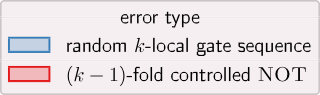 error type
random k-local gate sequence
(k − 1)-fold controlled NOT